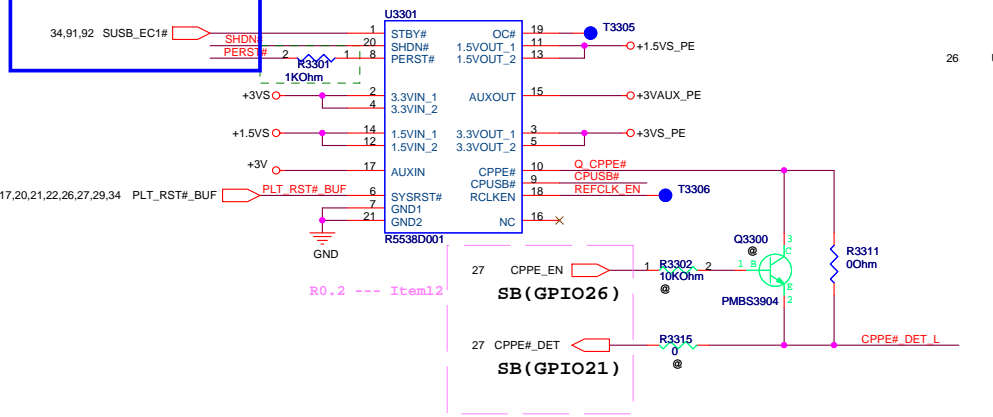 U3301
34,91,92 SUSB_EC1#
1 STBY#
OC# 19
T3305
SHDN#
20 SHDN#
1.5VOUT_1 11
+1.5VS_PE
PERST# 2 1 8 PERST#
1.5VOUT_2 13
R3301
1KOhm
26
+3VS
2 3.3VIN_1
4 3.3VIN_2
AUXOUT 15
+3VAUX_PE
+1.5VS
14 1.5VIN_1
12 1.5VIN_2
3.3VOUT_1 3
3.3VOUT_2 5
+3VS_PE
+3V
17 AUXIN
CPPE# 10 Q_CPPE#
CPUSB# 9 CPUSB#
RCLKEN 18 REFCLK_EN
T3306
17,20,21,22,26,27,29,34 PLT_RST#_BUF
PLT_RST#_BUF
6 SYSRST#
7 GND1
21 GND2
NC 16
R5538D001
GND
Q3300
@
3
C
1 B
E
2
PMBS3904
R3311
0Ohm
R0.2 --- Item12
27 CPPE_EN
1 R3302 2
10KOhm
@
SB(GPIO26)
27 CPPE#_DET
R3315
0
@
CPPE#_DET_L
SB(GPIO21)